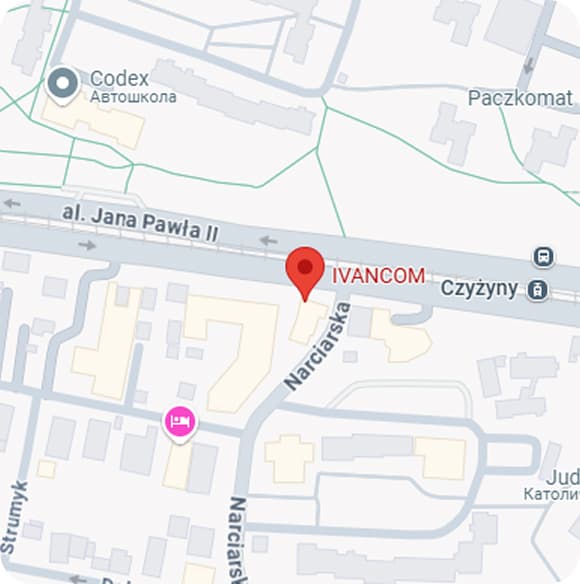 Codex
Автошкола
Paczkomat
al. Jana Pawła II
IVANCOM
Czyżyny
Narciarska
Strumyk
Narciarsk
Jud
Католи